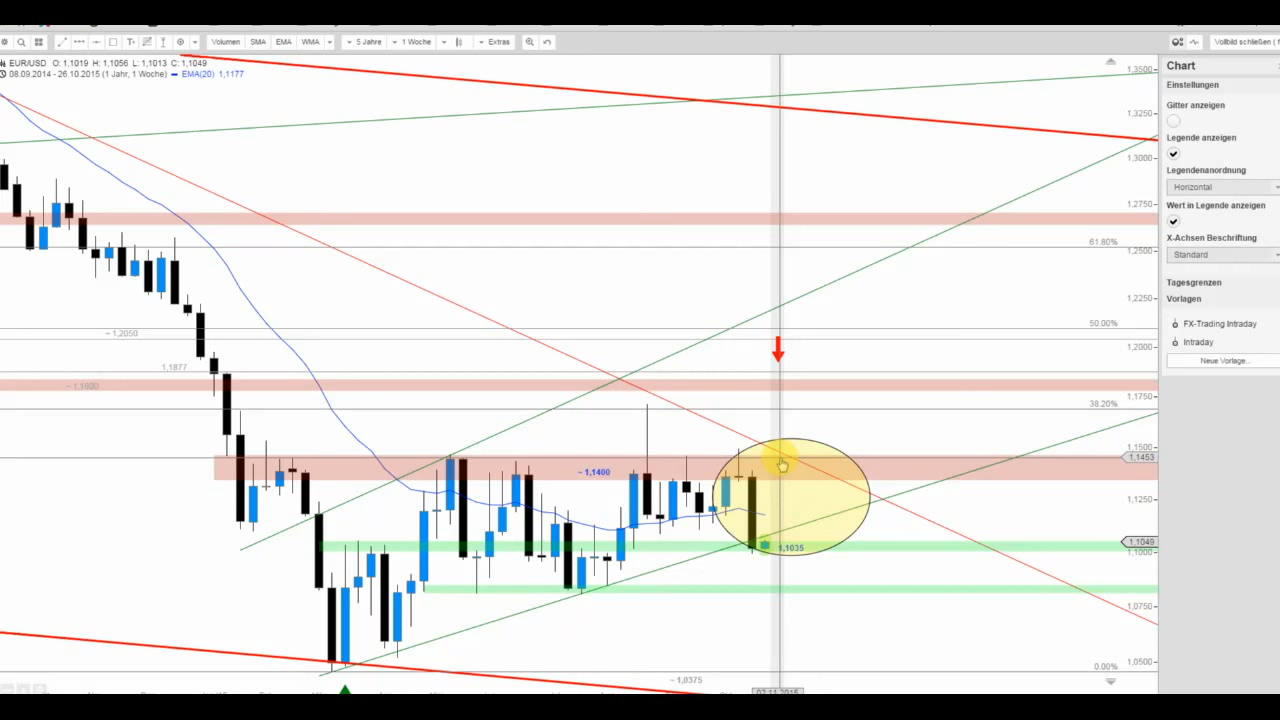 Volumen SMA EMA WMA 5 Jahre 1 Woche Extras Vollbild schließen ( f
EUR/USD O: 1,1019 H: 1,1056 L: 1,1013 C: 1,1049
08.09.2014 - 26.10.2015 (1 Jahr, 1 Woche) EMA(20) 1,1177
Chart
Einstellungen
Gitter anzeigen
Legende anzeigen
Legendenanordnung
Horizontal
Wert in Legende anzeigen
X-Achsen Beschriftung
Standard
Tagesgrenzen
Vorlagen
FX-Trading Intraday
Intraday
Neue Vorlage...
1,3500
1,3250
1,3000
1,2750
61.80%
1,2500
1,2250
50.00%
~ 1,2050
1,2000
1,1877
1,1750
38.20%
1,1500
1,1453
~ 1,1400
1,1250
1,1049
1,1035
1,1000
1,0750
1,0500
0.00%
~ 1,0375
02.11.2015